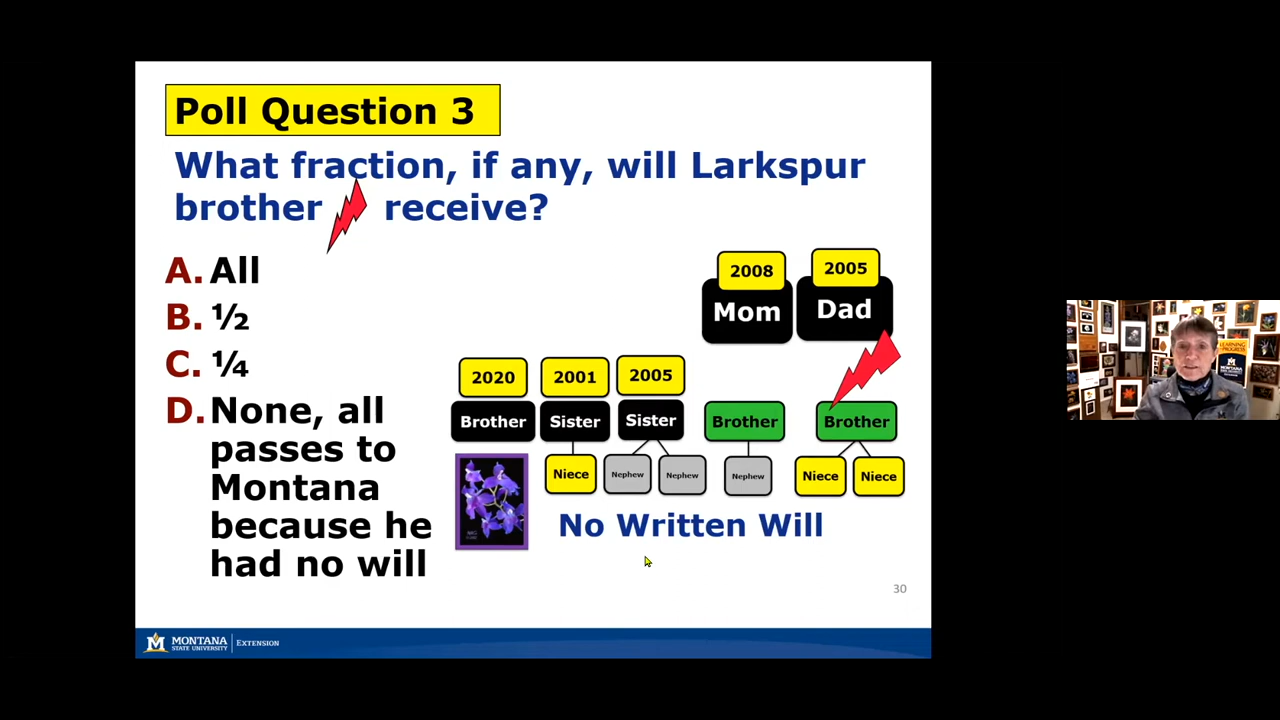 Poll Question 3
What fraction, if any, will Larkspur
brother receive?
A. All
B. ½
C. ¼
D. None, all
passes to
Montana
because he
had no will
2008
2005
Mom
Dad
2020
2001
2005
Brother
Sister
Sister
Brother
Brother
Niece
Nephew
Nephew
Nephew
Niece
Niece
No Written Will
30
M MONTANA
STATE UNIVERSITY
EXTENSION